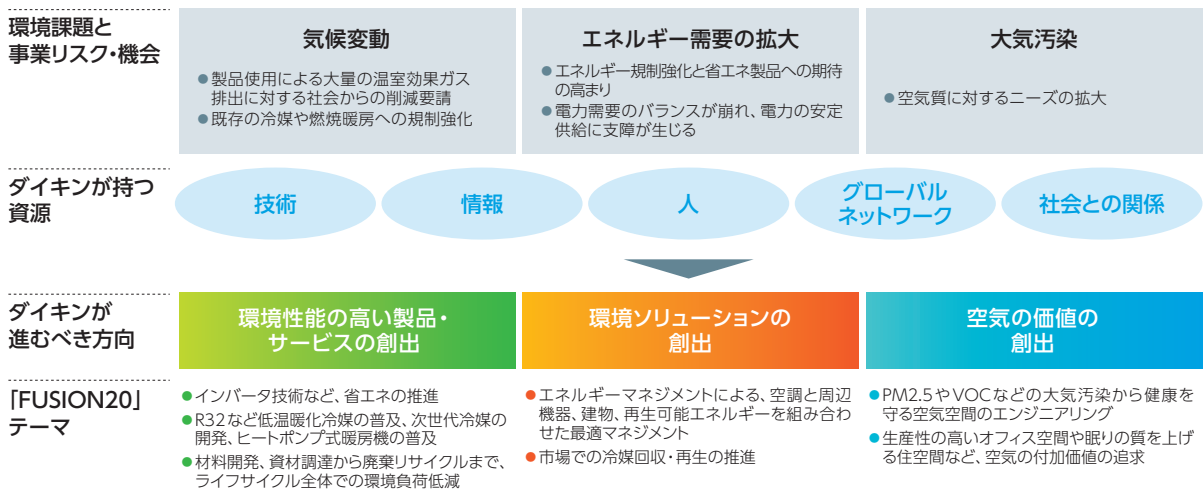 環境課題と
事業リスク・機会
気候変動
●製品使用による大量の温室効果ガス
排出に対する社会からの削減要請
●既存の冷媒や燃焼暖房への規制強化
エネルギー需要の拡大
●エネルギー規制強化と省エネ製品への期待
の高まり
●電力需要のバランスが崩れ、電力の安定
供給に支障が生じる
大気汚染
●空気質に対するニーズの拡大
ダイキンが持つ
資源
技術
情報
人
グローバル
ネットワーク
社会との関係
ダイキンが
進むべき方向
環境性能の高い製品・
サービスの創出
環境ソリューションの
創出
空気の価値の
創出
「FUSION20」
テーマ
●インバータ技術など、省エネの推進
●R32など低温暖化冷媒の普及、次世代冷媒の
開発、ヒートポンプ式暖房機の普及
●材料開発、資材調達から廃棄リサイクルまで、
ライフサイクル全体での環境負荷低減
●エネルギーマネジメントによる、空調と周辺
機器、建物、再生可能エネルギーを組み合わ
せた最適マネジメント
●市場での冷媒回収・再生の推進
●PM2.5やVOCなどの大気汚染から健康を
守る空気空間のエンジニアリング
●生産性の高いオフィス空間や眠りの質を上げ
る住空間など、空気の付加価値の追求